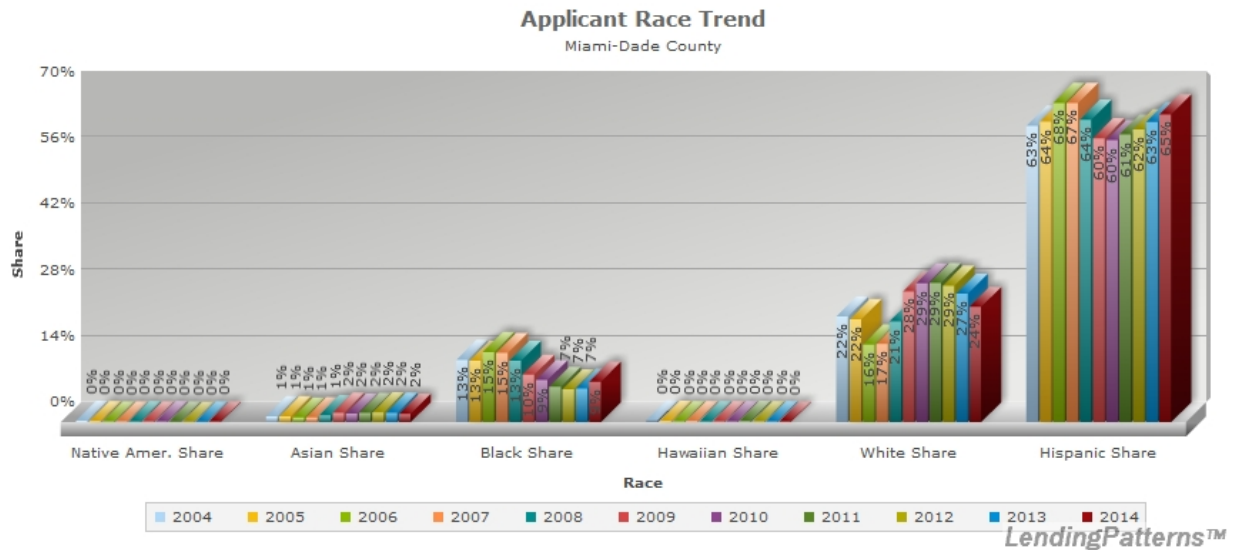 Applicant Race Trend
Miami-Dade County
70%
56%
42%
28%
14%
0%
Share
0% 0% 0% 0% 0% 0% 0% 0% 0% 0% 0%
1% 1% 1% 1% 1% 2% 2% 2% 2% 2% 2%
13% 13% 15% 15% 13% 10% 9% 7% 7% 7%
0% 0% 0% 0% 0% 0% 0% 0% 0% 0% 0%
22% 22% 16% 17% 21% 28% 29% 29% 29% 27% 24%
63% 64% 68% 67% 64% 60% 60% 61% 62% 63% 65%
Native Amer. Share Asian Share Black Share Hawaiian Share White Share Hispanic Share
Race
2004 2005 2006 2007 2008 2009 2010 2011 2012 2013 2014
LendingPatterns™